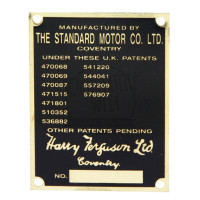 MANUFACTURED BY
THE STANDARD MOTOR CO. LTD.
COVENTRY
UNDER THESE U.K. PATENTS
470068 541220
470069 544041
470087 557209
471515 576907
471801
510352
536882
OTHER PATENTS PENDING
Harry Ferguson Ltd
Coventry.
NO.